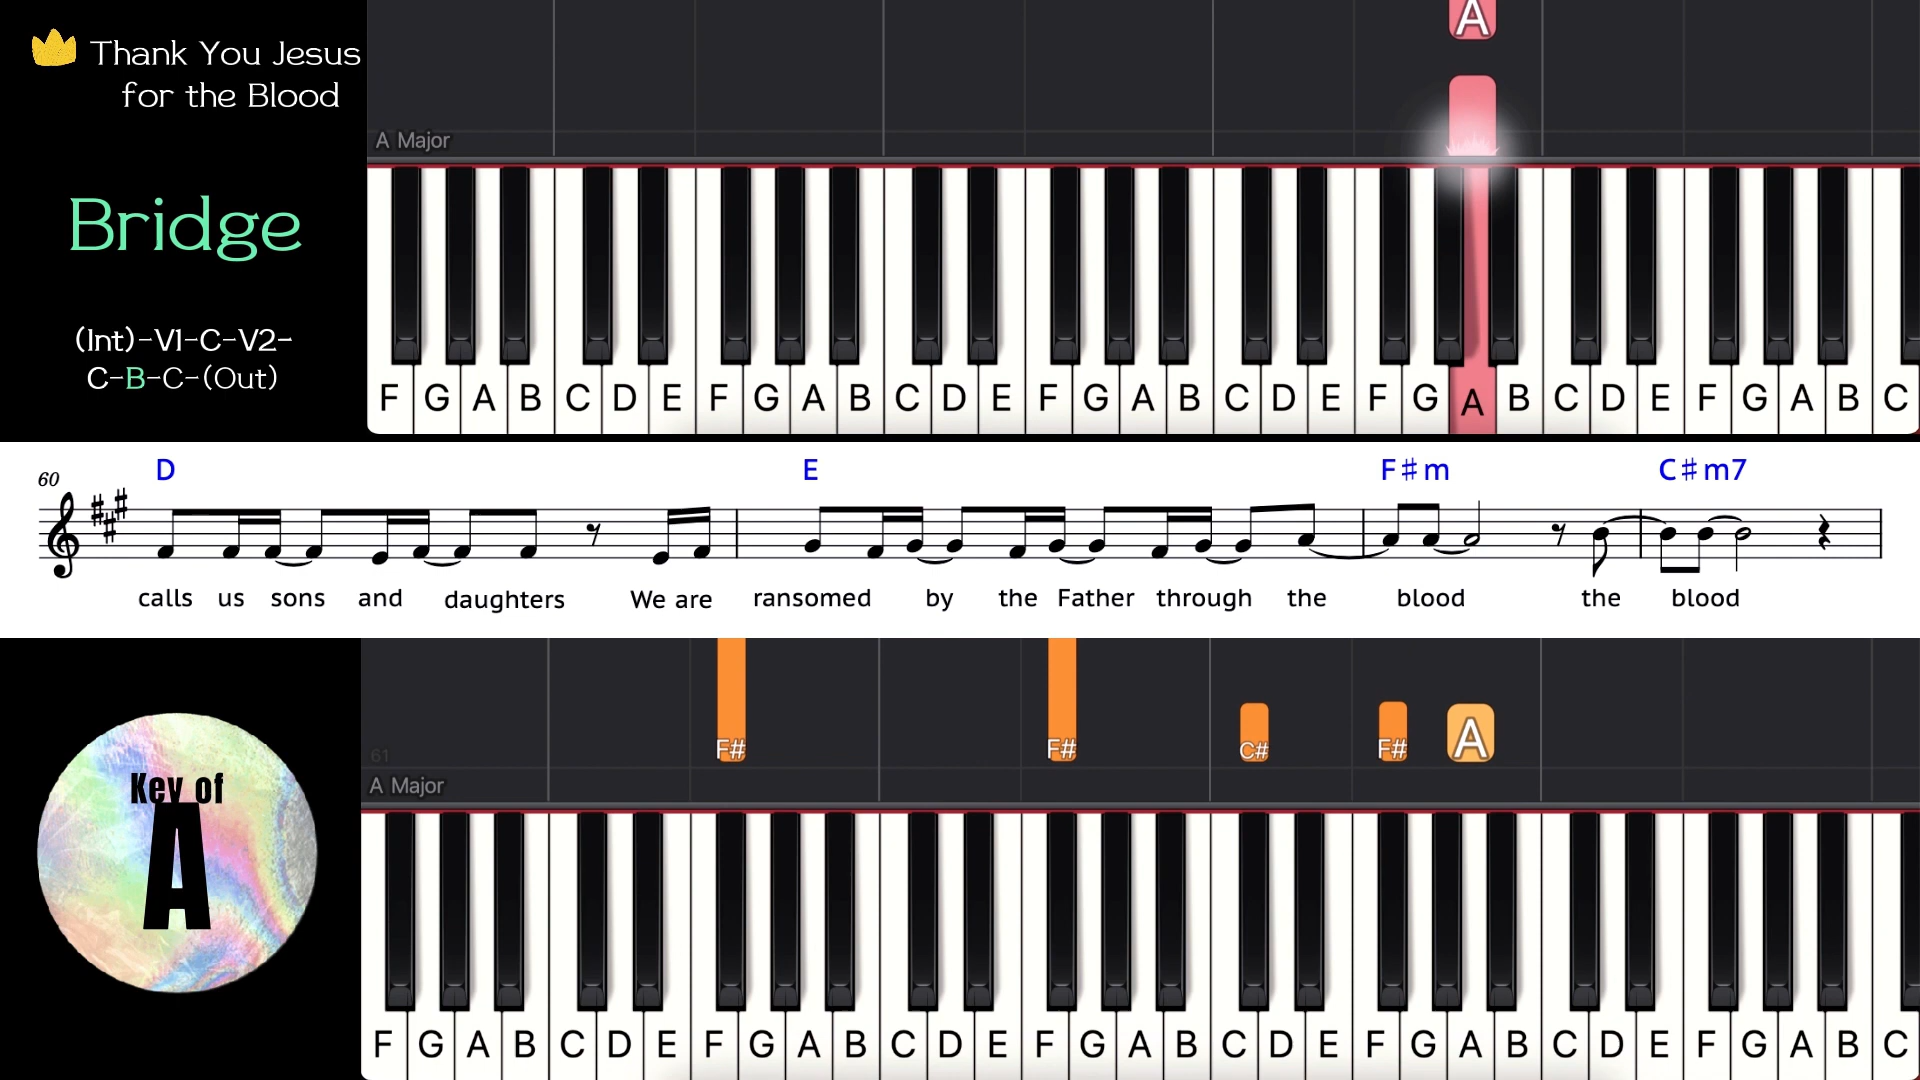 Thank You Jesus
for the Blood
Bridge
(Int)-V1-C-V2-
C-B-C-(Out)
A
A Major
F G A B C D E F G A B C D E F G A B C D E F G A B C D E F G A B C
60
D E F♯m C♯m7
calls us sons and daughters We are ransomed by the Father through the blood the blood
Key of
A
F# F# C# F# A
61
A Major
F G A B C D E F G A B C D E F G A B C D E F G A B C D E F G A B C